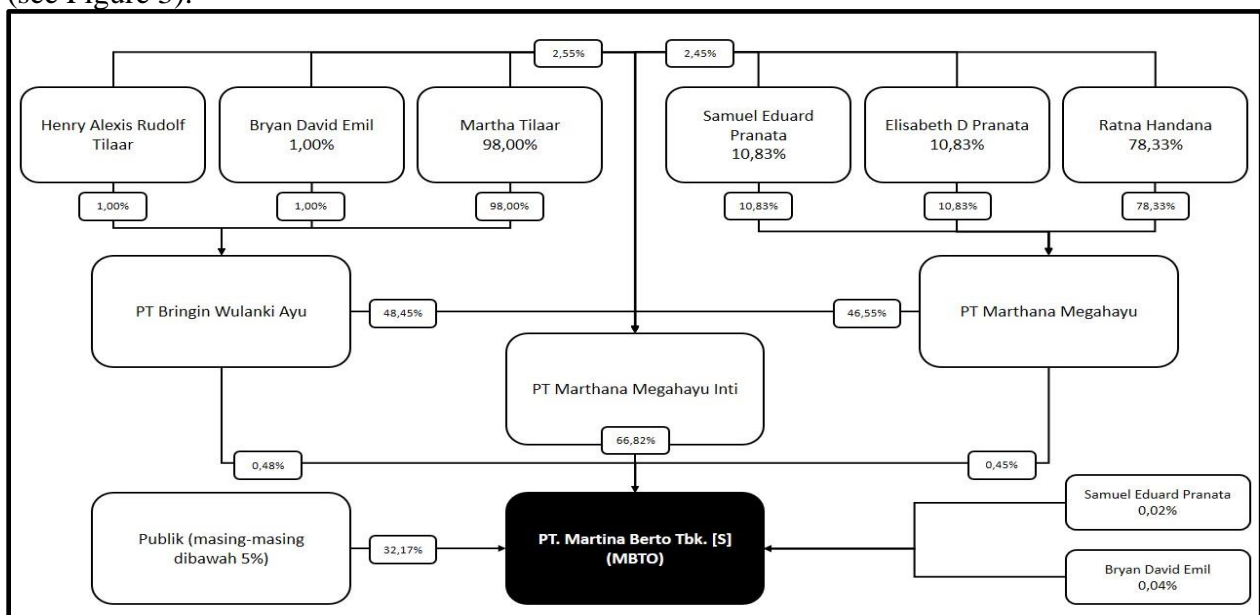 (see Figure 3).
2,55%
2,45%
Henry Alexis Rudolf
Tilaar
Bryan David Emil
1,00%
Martha Tilaar
98,00%
Samuel Eduard
Pranata
10,83%
Elisabeth D Pranata
10,83%
Ratna Handana
78,33%
1,00%
1,00%
98,00%
10,83%
10,83%
78,33%
PT Bringin Wulanki Ayu
48,45%
46,55%
PT Marthana Megahayu
PT Marthana Megahayu Inti
66,82%
0,48%
0,45%
Publik (masing-masing
dibawah 5%)
32,17%
PT. Martina Berto Tbk. [S]
(MBTO)
Samuel Eduard Pranata
0,02%
Bryan David Emil
0,04%